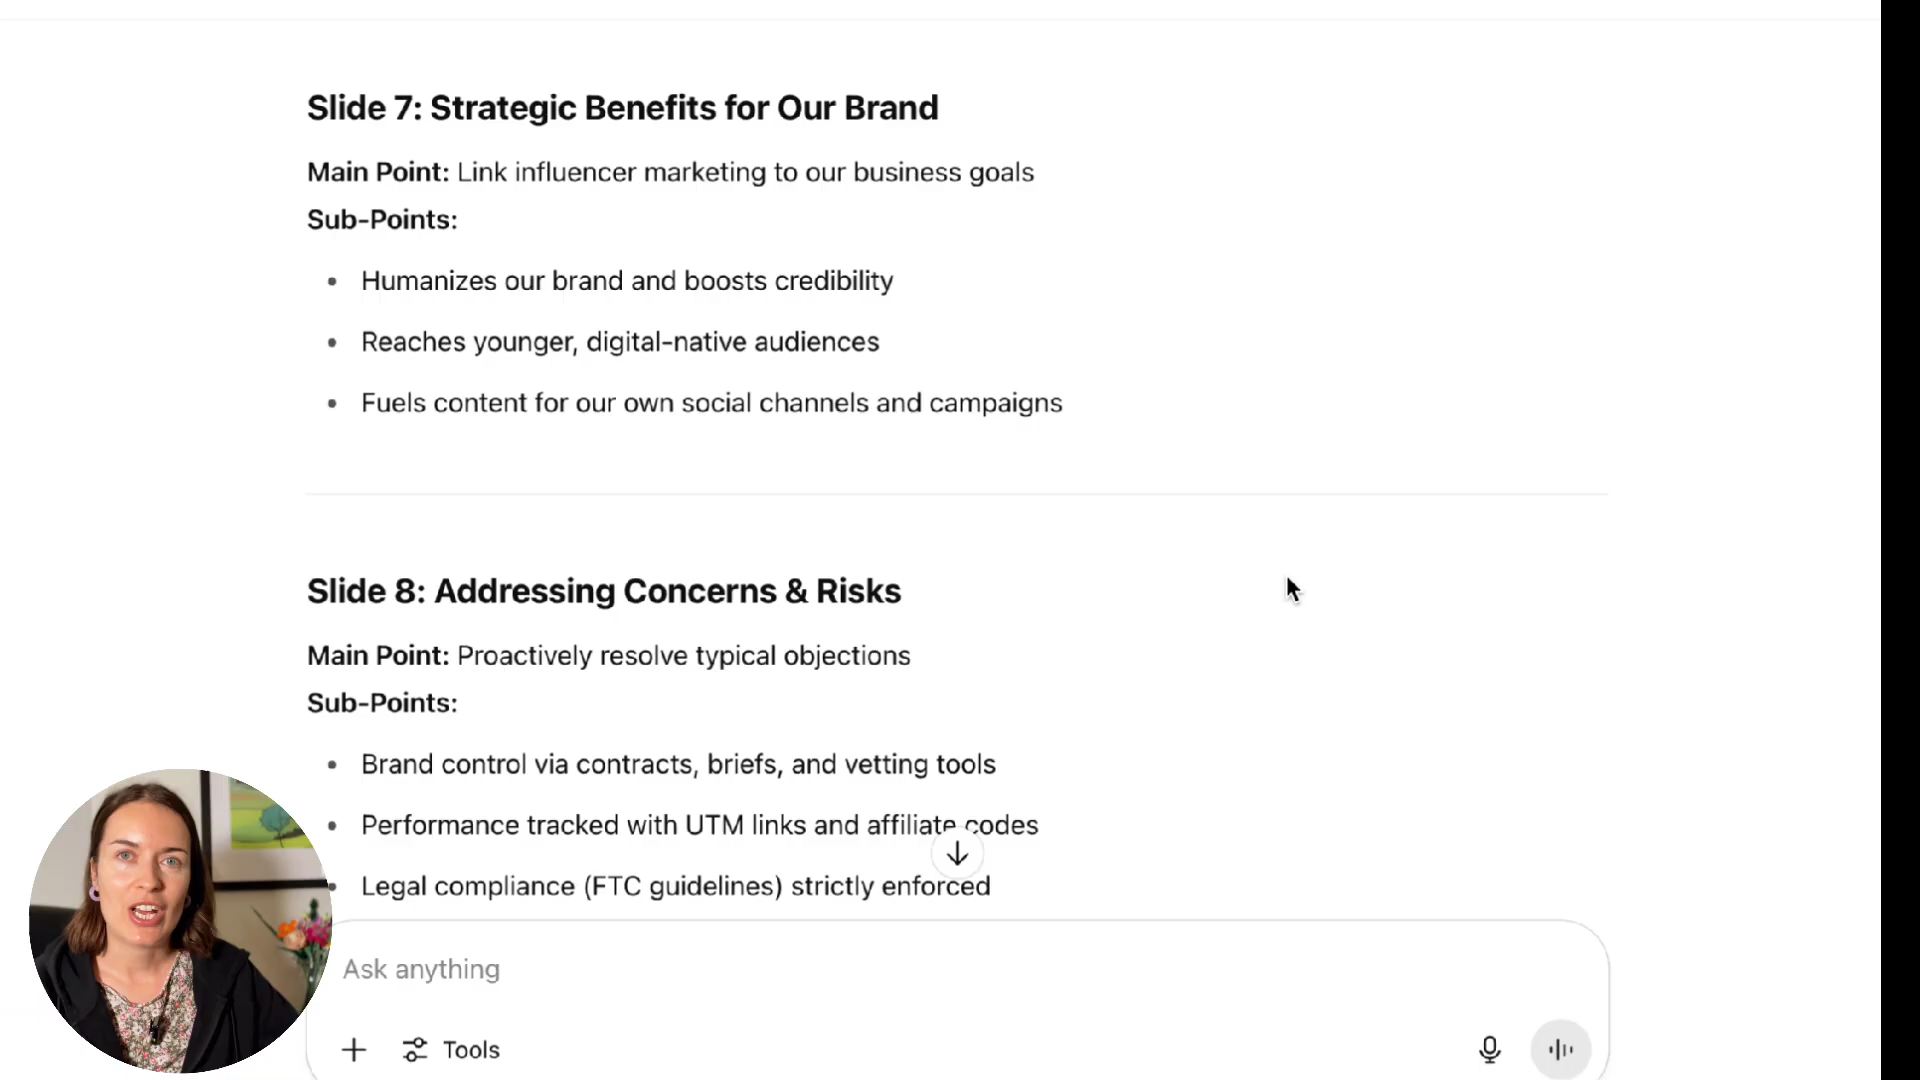 Slide 7: Strategic Benefits for Our Brand
Main Point: Link influencer marketing to our business goals
Sub-Points:
Humanizes our brand and boosts credibility
Reaches younger, digital-native audiences
Fuels content for our own social channels and campaigns
Slide 8: Addressing Concerns & Risks
Main Point: Proactively resolve typical objections
Sub-Points:
Brand control via contracts, briefs, and vetting tools
Performance tracked with UTM links and affiliate codes
Legal compliance (FTC guidelines) strictly enforced
Ask anything
Tools